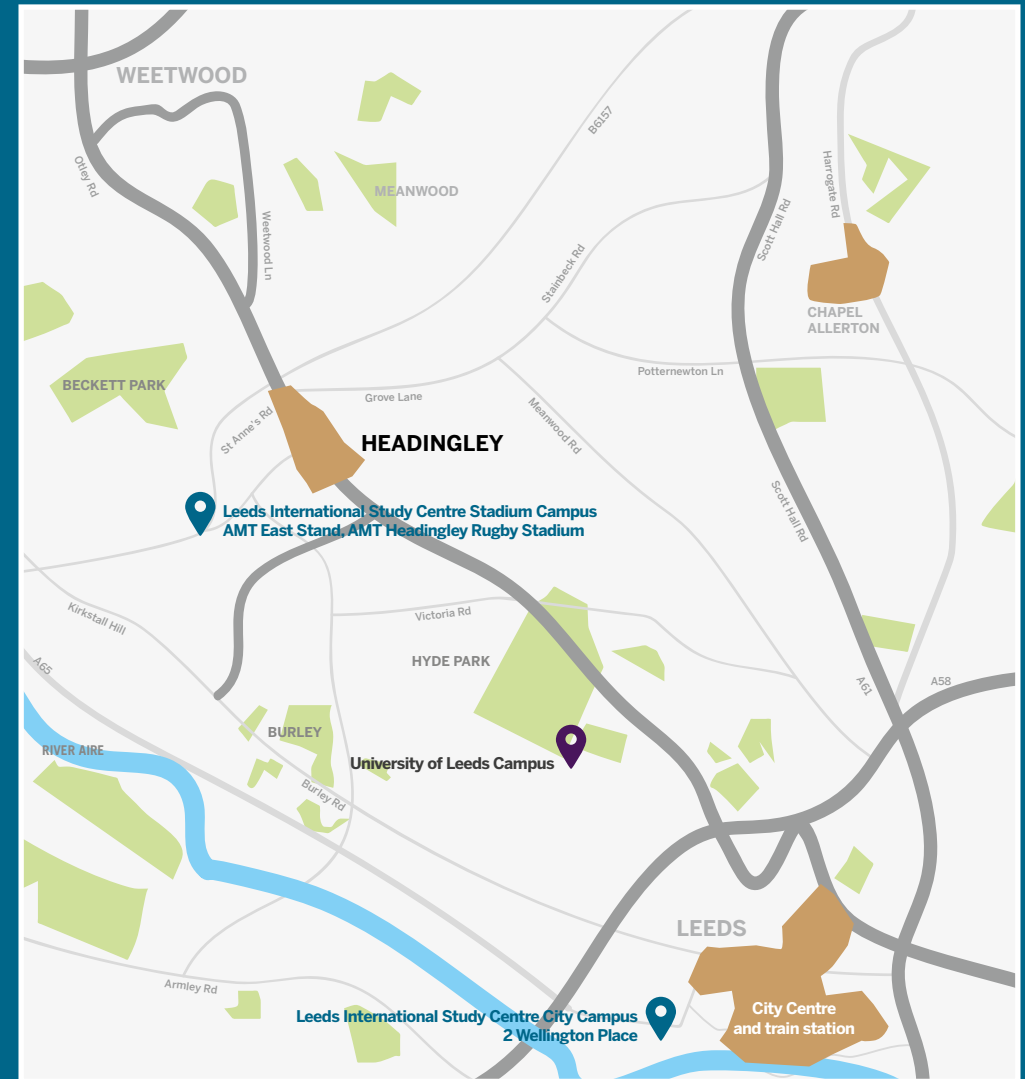 WEETWOOD
B6157
Otley Rd
Harrogate Rd
MEANWOOD
Weetwood Ln
Scott Hall Rd
Stainbeck Rd
CHAPEL
ALLERTON
Potternewton Ln
BECKETT PARK
Grove Lane
St Anne's Rd
Meanwood Rd
HEADINGLEY
Scott Hall Rd
Leeds International Study Centre Stadium Campus
AMT East Stand, AMT Headingley Rugby Stadium
Kirkstall Hill
Victoria Rd
A65
HYDE PARK
A61
A58
BURLEY
RIVER AIRE
University of Leeds Campus
Burley Rd
LEEDS
Armley Rd
City Centre
and train station
Leeds International Study Centre City Campus
2 Wellington Place